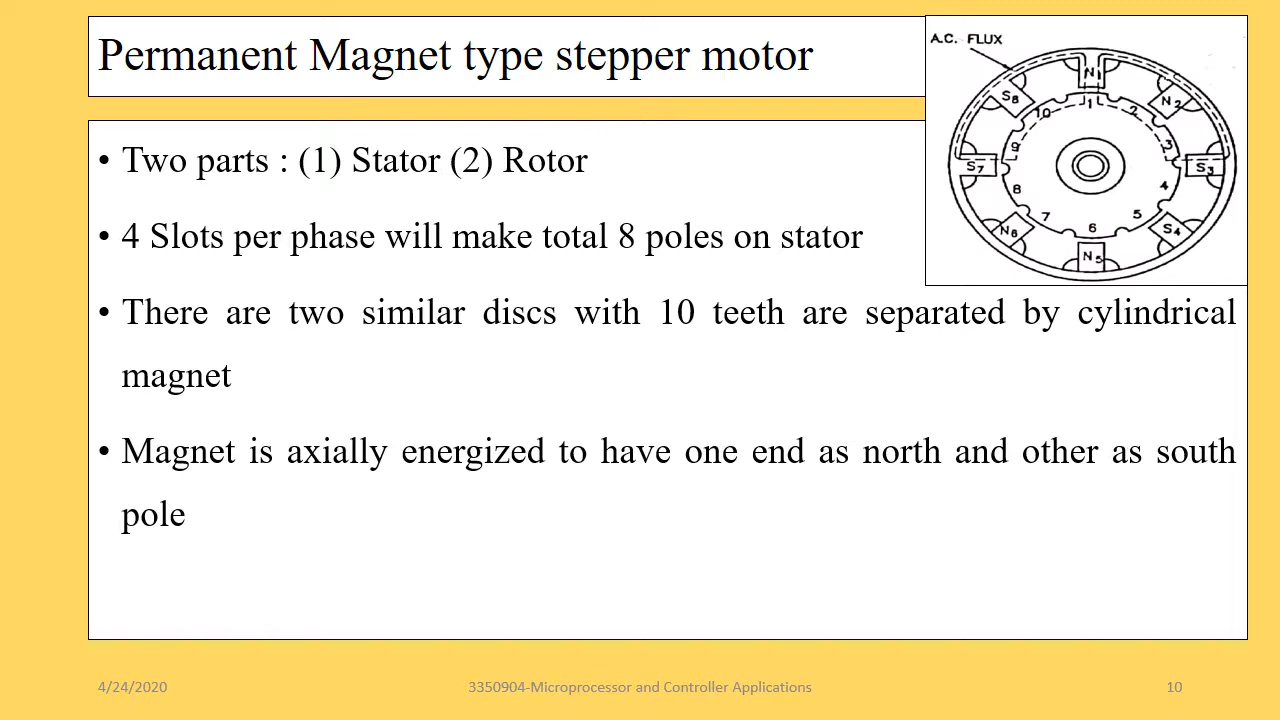 Permanent Magnet type stepper motor
A.C. FLUX
N1
N2
S3
S4
N5
N6
S7
S8
1
2
3
4
5
6
7
8
9
10
• Two parts : (1) Stator (2) Rotor
• 4 Slots per phase will make total 8 poles on stator
• There are two similar discs with 10 teeth are separated by cylindrical
magnet
• Magnet is axially energized to have one end as north and other as south
pole
4/24/2020
3350904-Microprocessor and Controller Applications
10